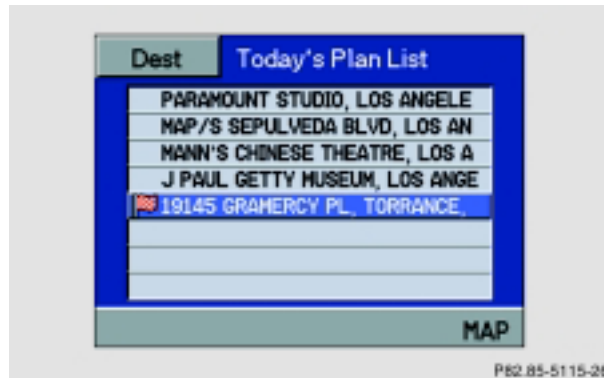 Dest Today's Plan List
PARAMOUNT STUDIO, LOS ANGELE
MAP/S SEPULVEDA BLVD, LOS AN
MANN'S CHINESE THEATRE, LOS A
J PAUL GETTY MUSEUM, LOS ANGE
19145 GRAMERCY PL, TORRANCE,
MAP
P82.85-5115-26